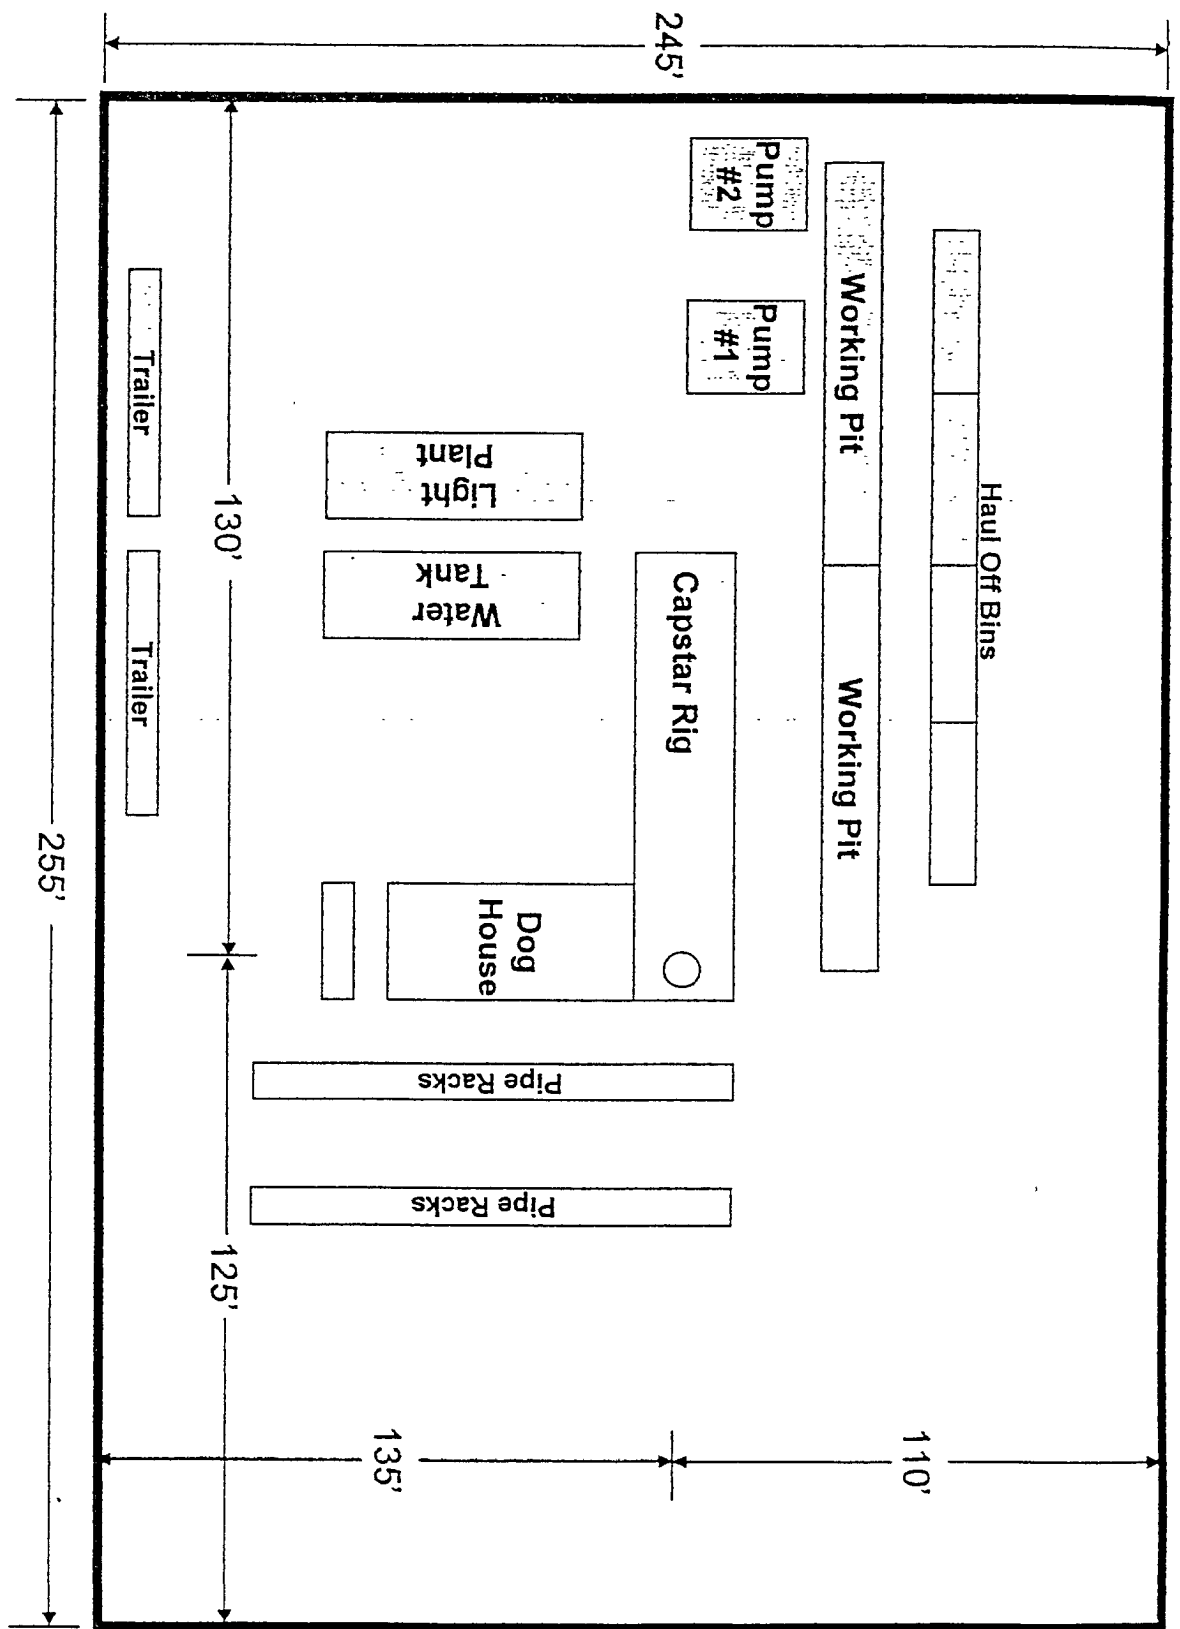 245'
Haul Off Bins
Working Pit
Working Pit
Pump
#2
Pump
#1
Capstar Rig
Light
Plant
Water
Tank
Dog
House
Pipe Racks
Pipe Racks
Trailer
Trailer
130'
125'
135'
110'
255'